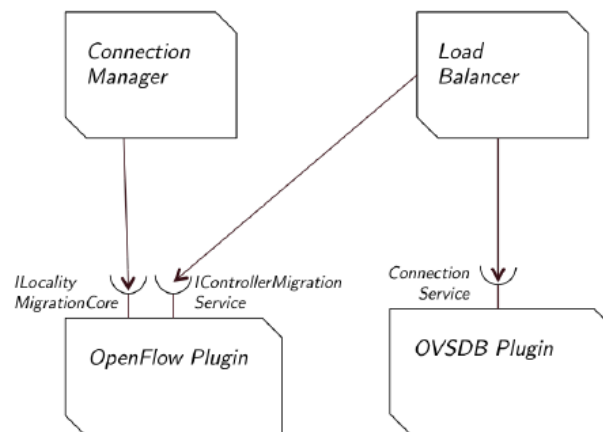 Connection
Manager
Load
Balancer
ILocality
MigrationCore
IControllerMigration
Service
Connection
Service
OpenFlow Plugin
OVSDB Plugin